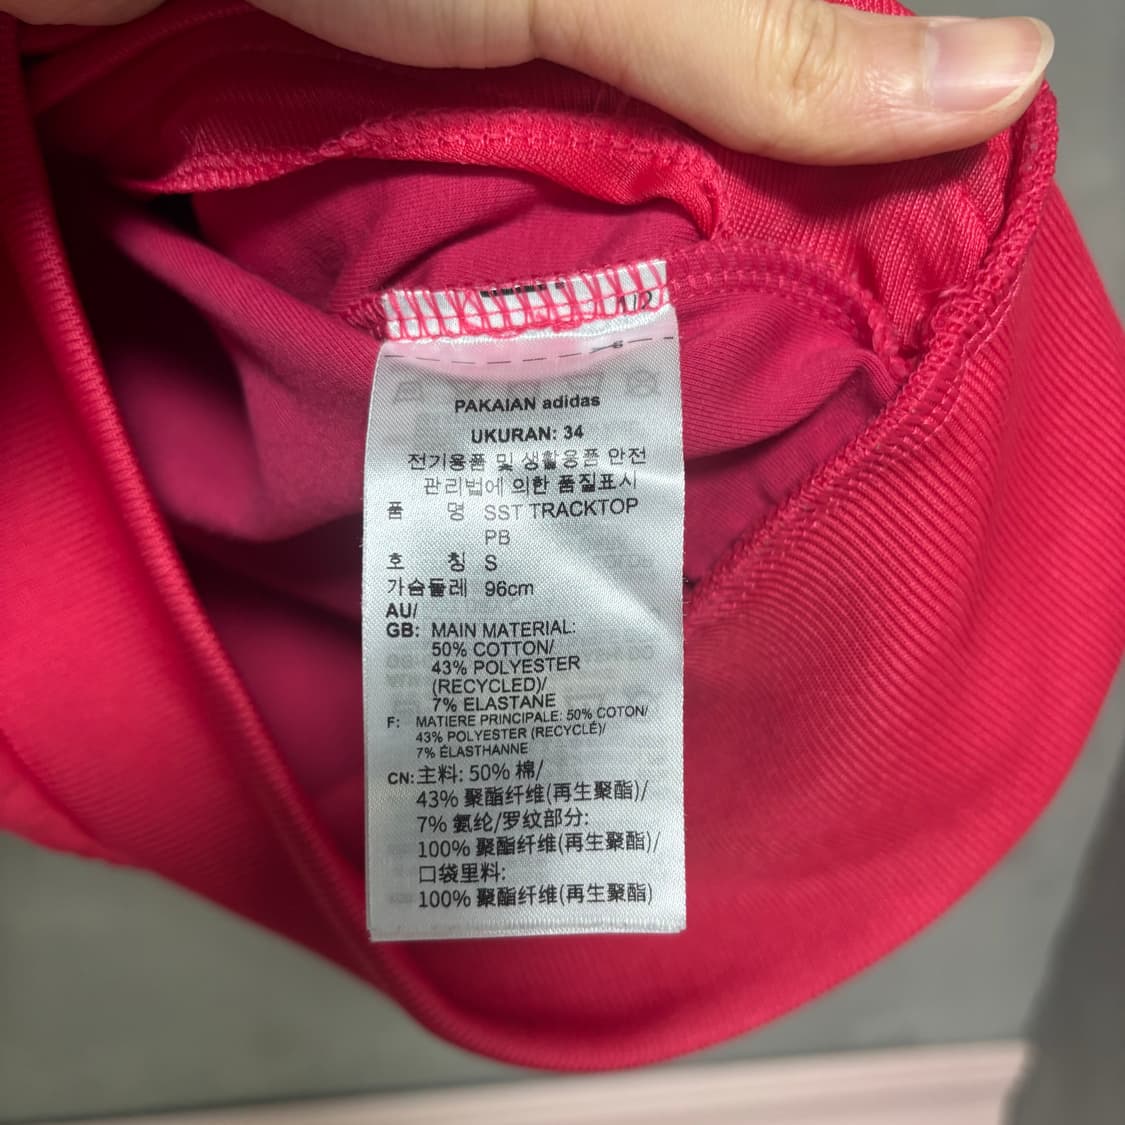 PAKAIAN adidas
UKURAN: 34
전기용품 및 생활용품 안전
관리법에 의한 품질표시
품 명 SST TRACKTOP
PB
호 칭 S
가슴둘레 96cm
AU/
GB: MAIN MATERIAL:
50% COTTON/
43% POLYESTER
(RECYCLED)/
7% ELASTANE
F: MATIERE PRINCIPALE: 50% COTON/
43% POLYESTER (RECYCLÉ)/
7% ÉLASTHANNE
CN: 主料: 50% 棉/
43% 聚酯纤维(再生聚酯)/
7% 氨纶/罗纹部分:
100% 聚酯纤维(再生聚酯)/
口袋里料:
100% 聚酯纤维(再生聚酯)